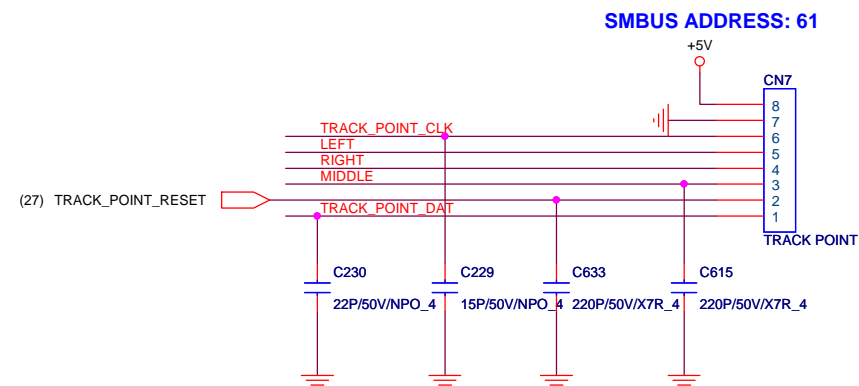 SMBUS ADDRESS: 61
+5V
CN7
8
7
TRACK_POINT_CLK 6
LEFT 5
RIGHT 4
MIDDLE 3
(27) TRACK_POINT_RESET 2
TRACK_POINT_DAT 1
TRACK POINT
C230 C229 C633 C615
22P/50V/NPO_4 15P/50V/NPO_4 220P/50V/X7R_4 220P/50V/X7R_4